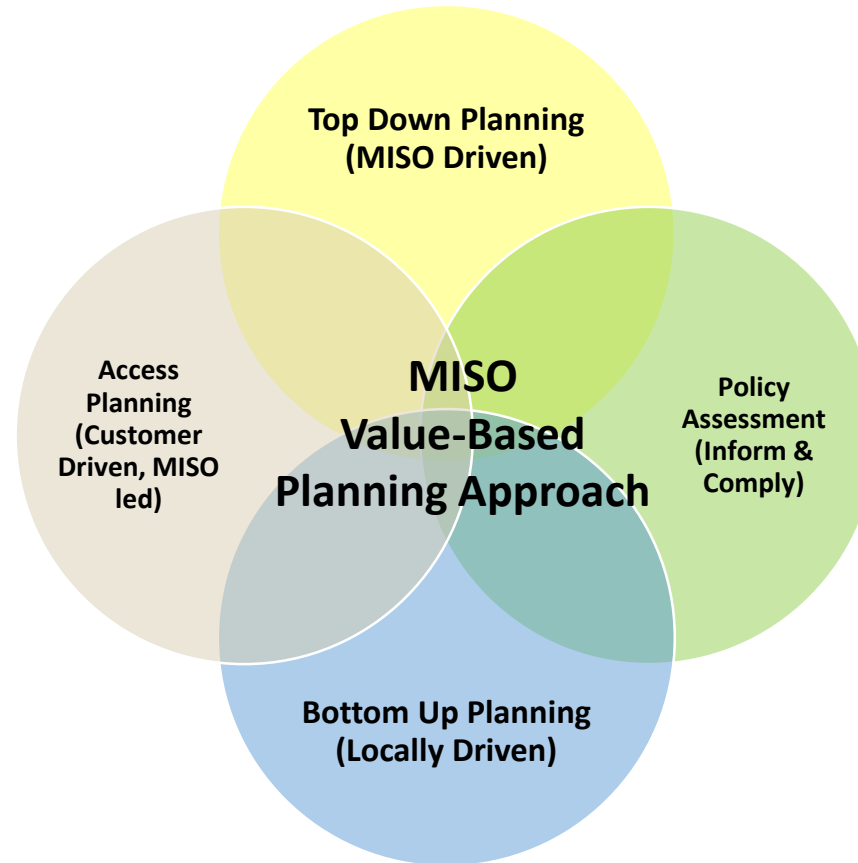 Top Down Planning
(MISO Driven)
Access
Planning
(Customer
Driven, MISO
led)
MISO
Value-Based
Planning Approach
Policy
Assessment
(Inform &
Comply)
Bottom Up Planning
(Locally Driven)